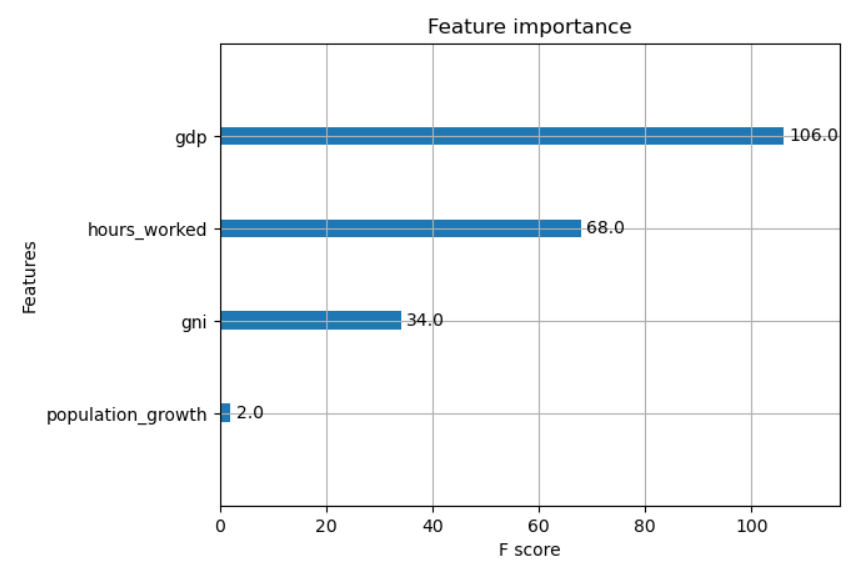 Feature importance
gdp
106.0
hours_worked
68.0
gni
34.0
population_growth
2.0
Features
0 20 40 60 80 100
F score